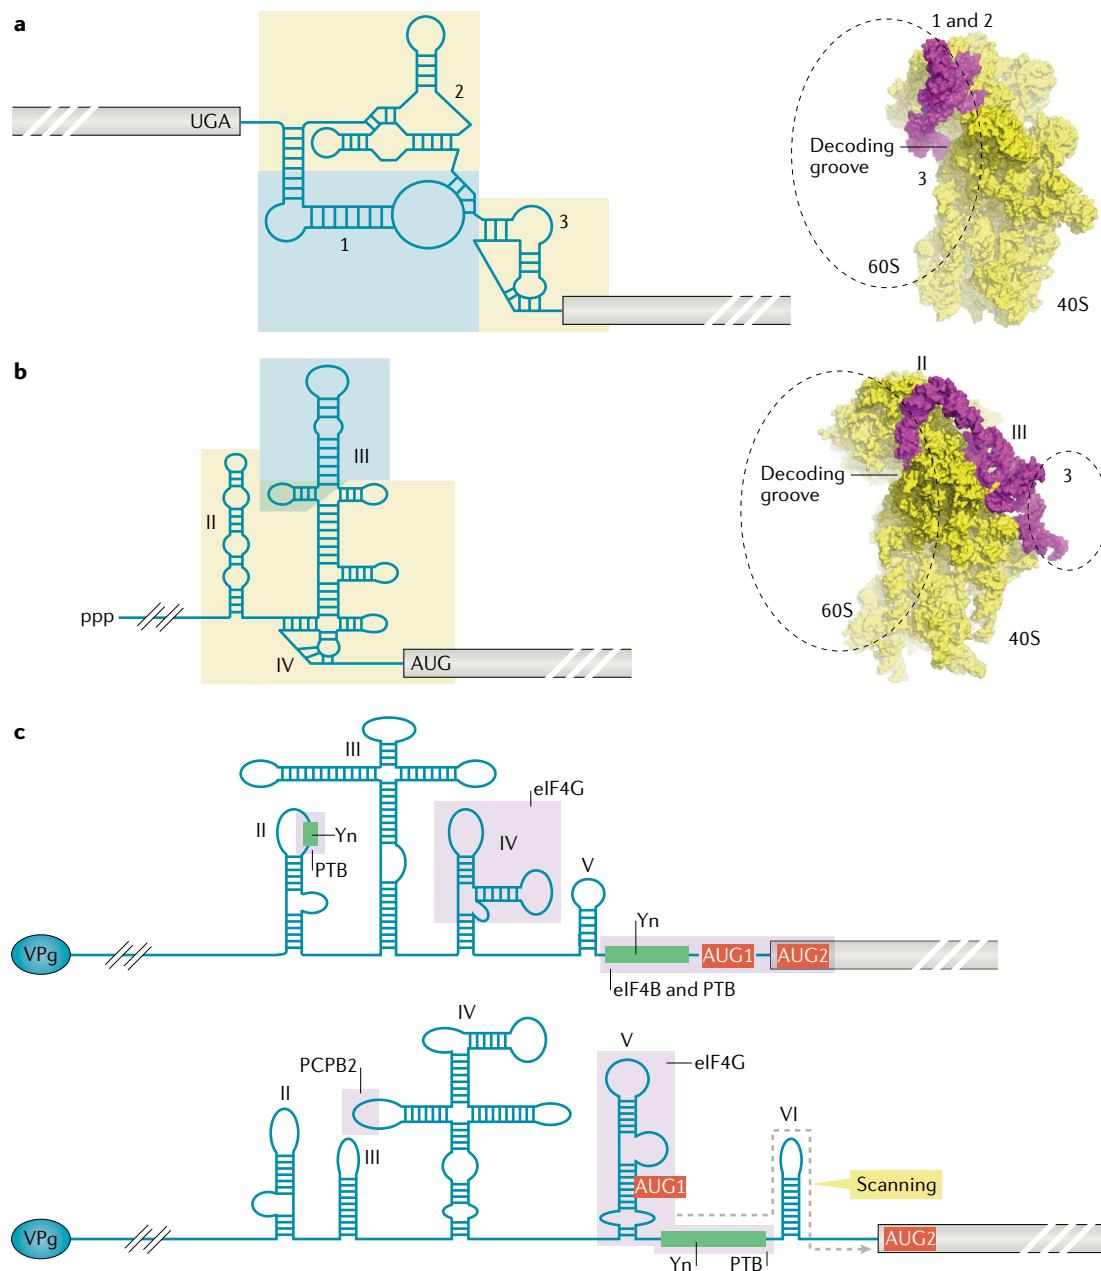 a
1 and 2
2
UGA
Decoding
groove
3
3
1
60S
40S
b
II
III
III
3
Decoding
groove
II
60S
ppp
40S
IV
AUG
c
III
eIF4G
II
Yn
IV
PTB
V
Yn
VPg
AUG1
AUG2
eIF4B and PTB
IV
V
PCPB2
eIF4G
II
VI
III
AUG1
Scanning
VPg
AUG2
Yn
PTB